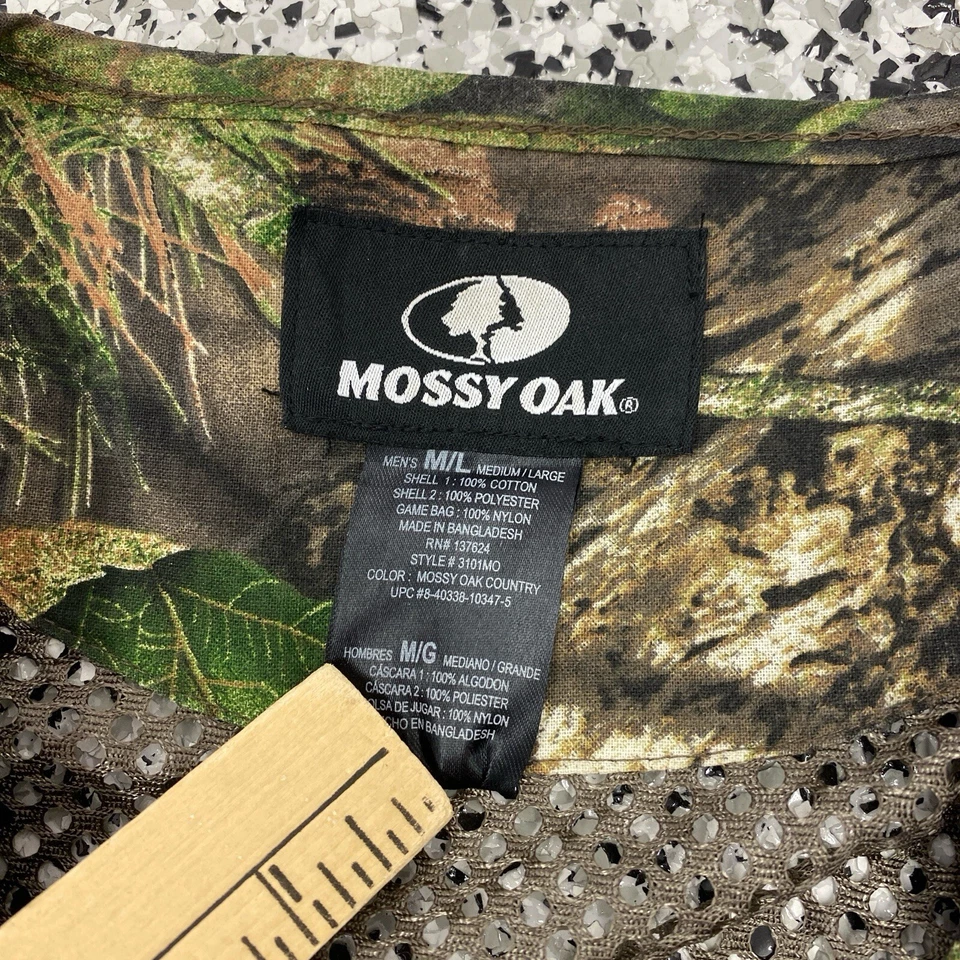 MOSSY OAK®
MEN'S M/L MEDIUM / LARGE
SHELL 1 : 100% COTTON
SHELL 2 : 100% POLYESTER
GAME BAG : 100% NYLON
MADE IN BANGLADESH
RN# 137624
STYLE # 3101MO
COLOR : MOSSY OAK COUNTRY
UPC #8-40338-10347-5
HOMBRES M/G MEDIANO / GRANDE
CÁSCARA 1 : 100% ALGODON
CÁSCARA 2 : 100% POLIESTER
DE JUGAR : 100% NYLON
EN BANGLADESH